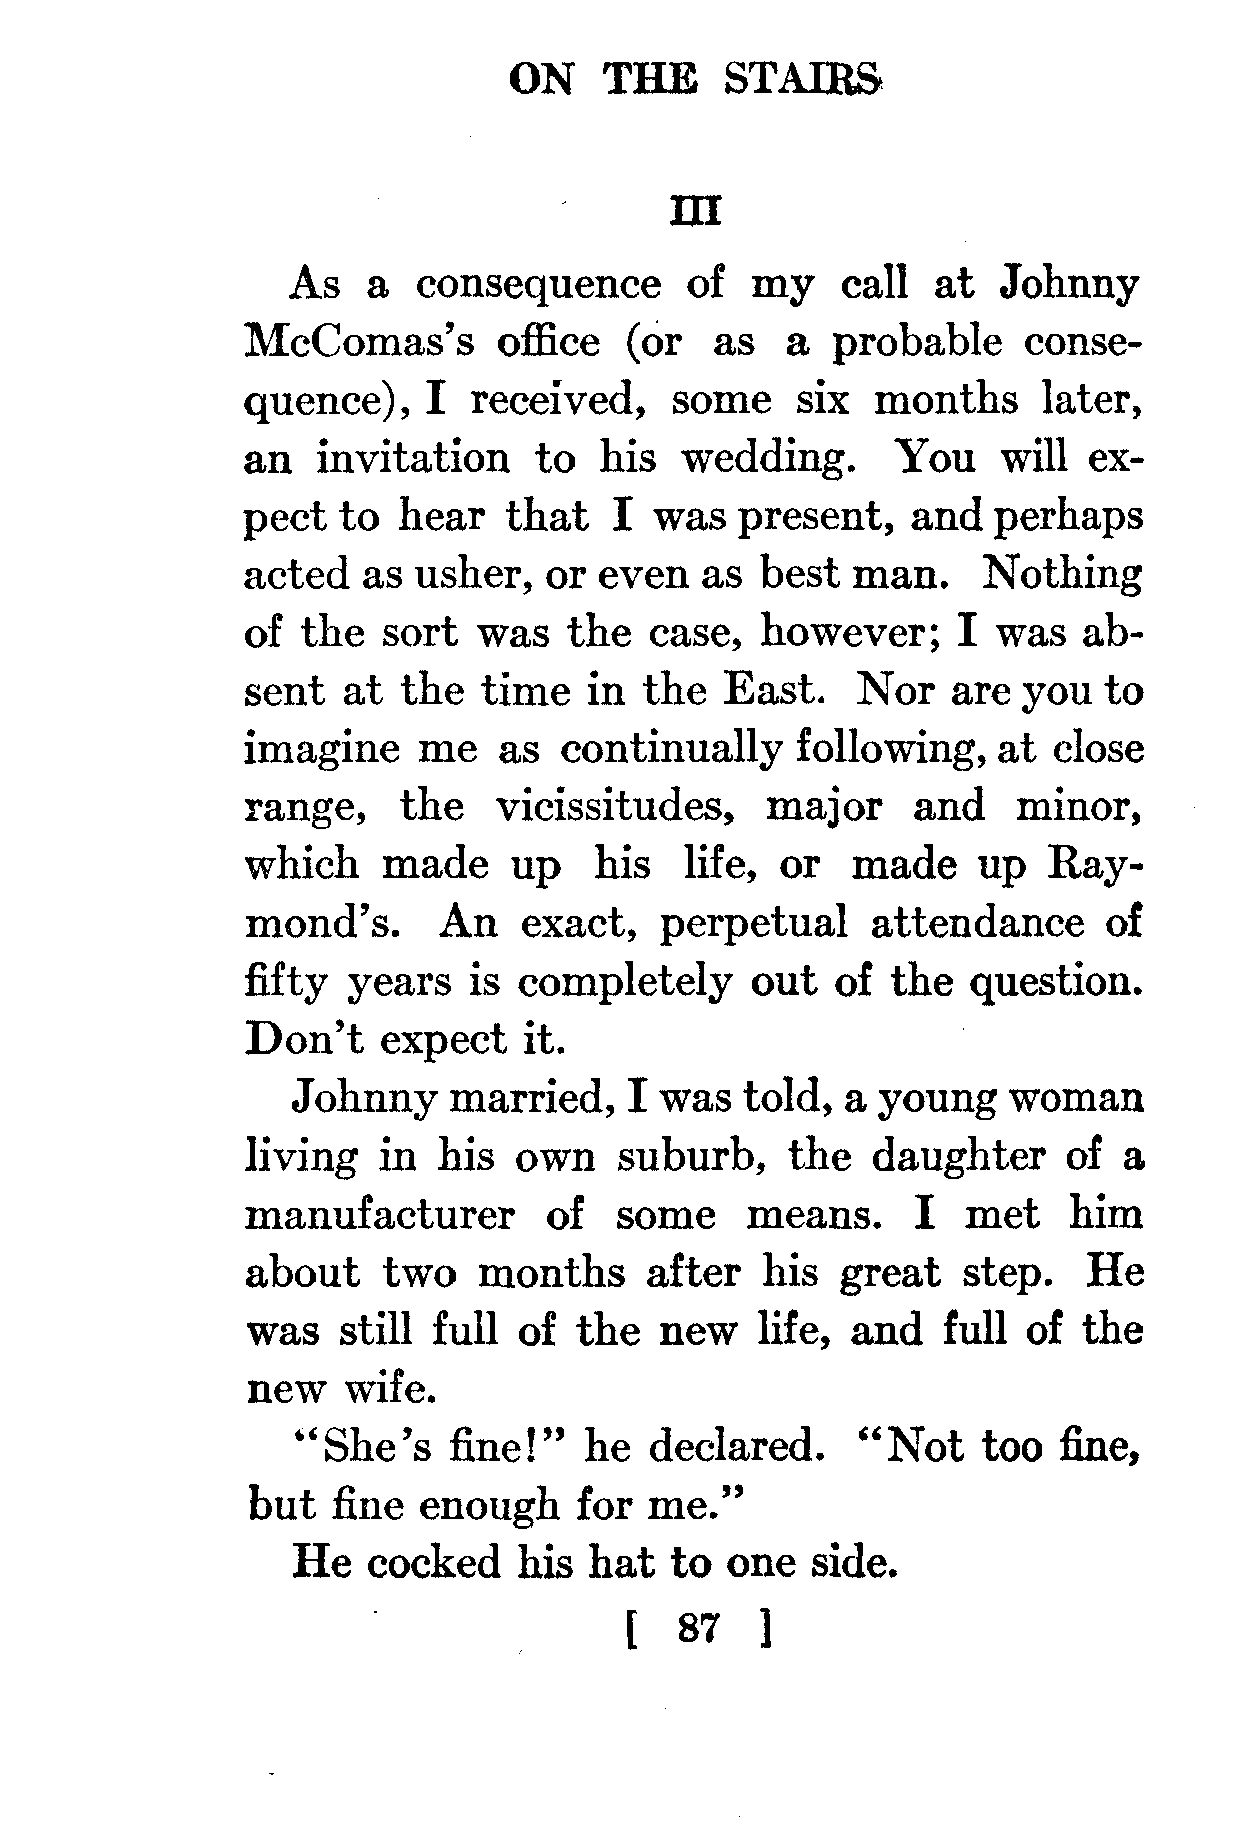 ON THE STAIRS
III
As a consequence of my call at Johnny
McComas's office (or as a probable conse-
quence), I received, some six months later,
an invitation to his wedding. You will ex-
pect to hear that I was present, and perhaps
acted as usher, or even as best man. Nothing
of the sort was the case, however; I was ab-
sent at the time in the East. Nor are you to
imagine me as continually following, at close
range, the vicissitudes, major and minor,
which made up his life, or made up Ray-
mond's. An exact, perpetual attendance of
fifty years is completely out of the question.
Don't expect it.
Johnny married, I was told, a young woman
living in his own suburb, the daughter of a
manufacturer of some means. I met him
about two months after his great step. He
was still full of the new life, and full of the
new wife.
"She's fine!" he declared. "Not too fine,
but fine enough for me."
He cocked his hat to one side.
[ 87 ]